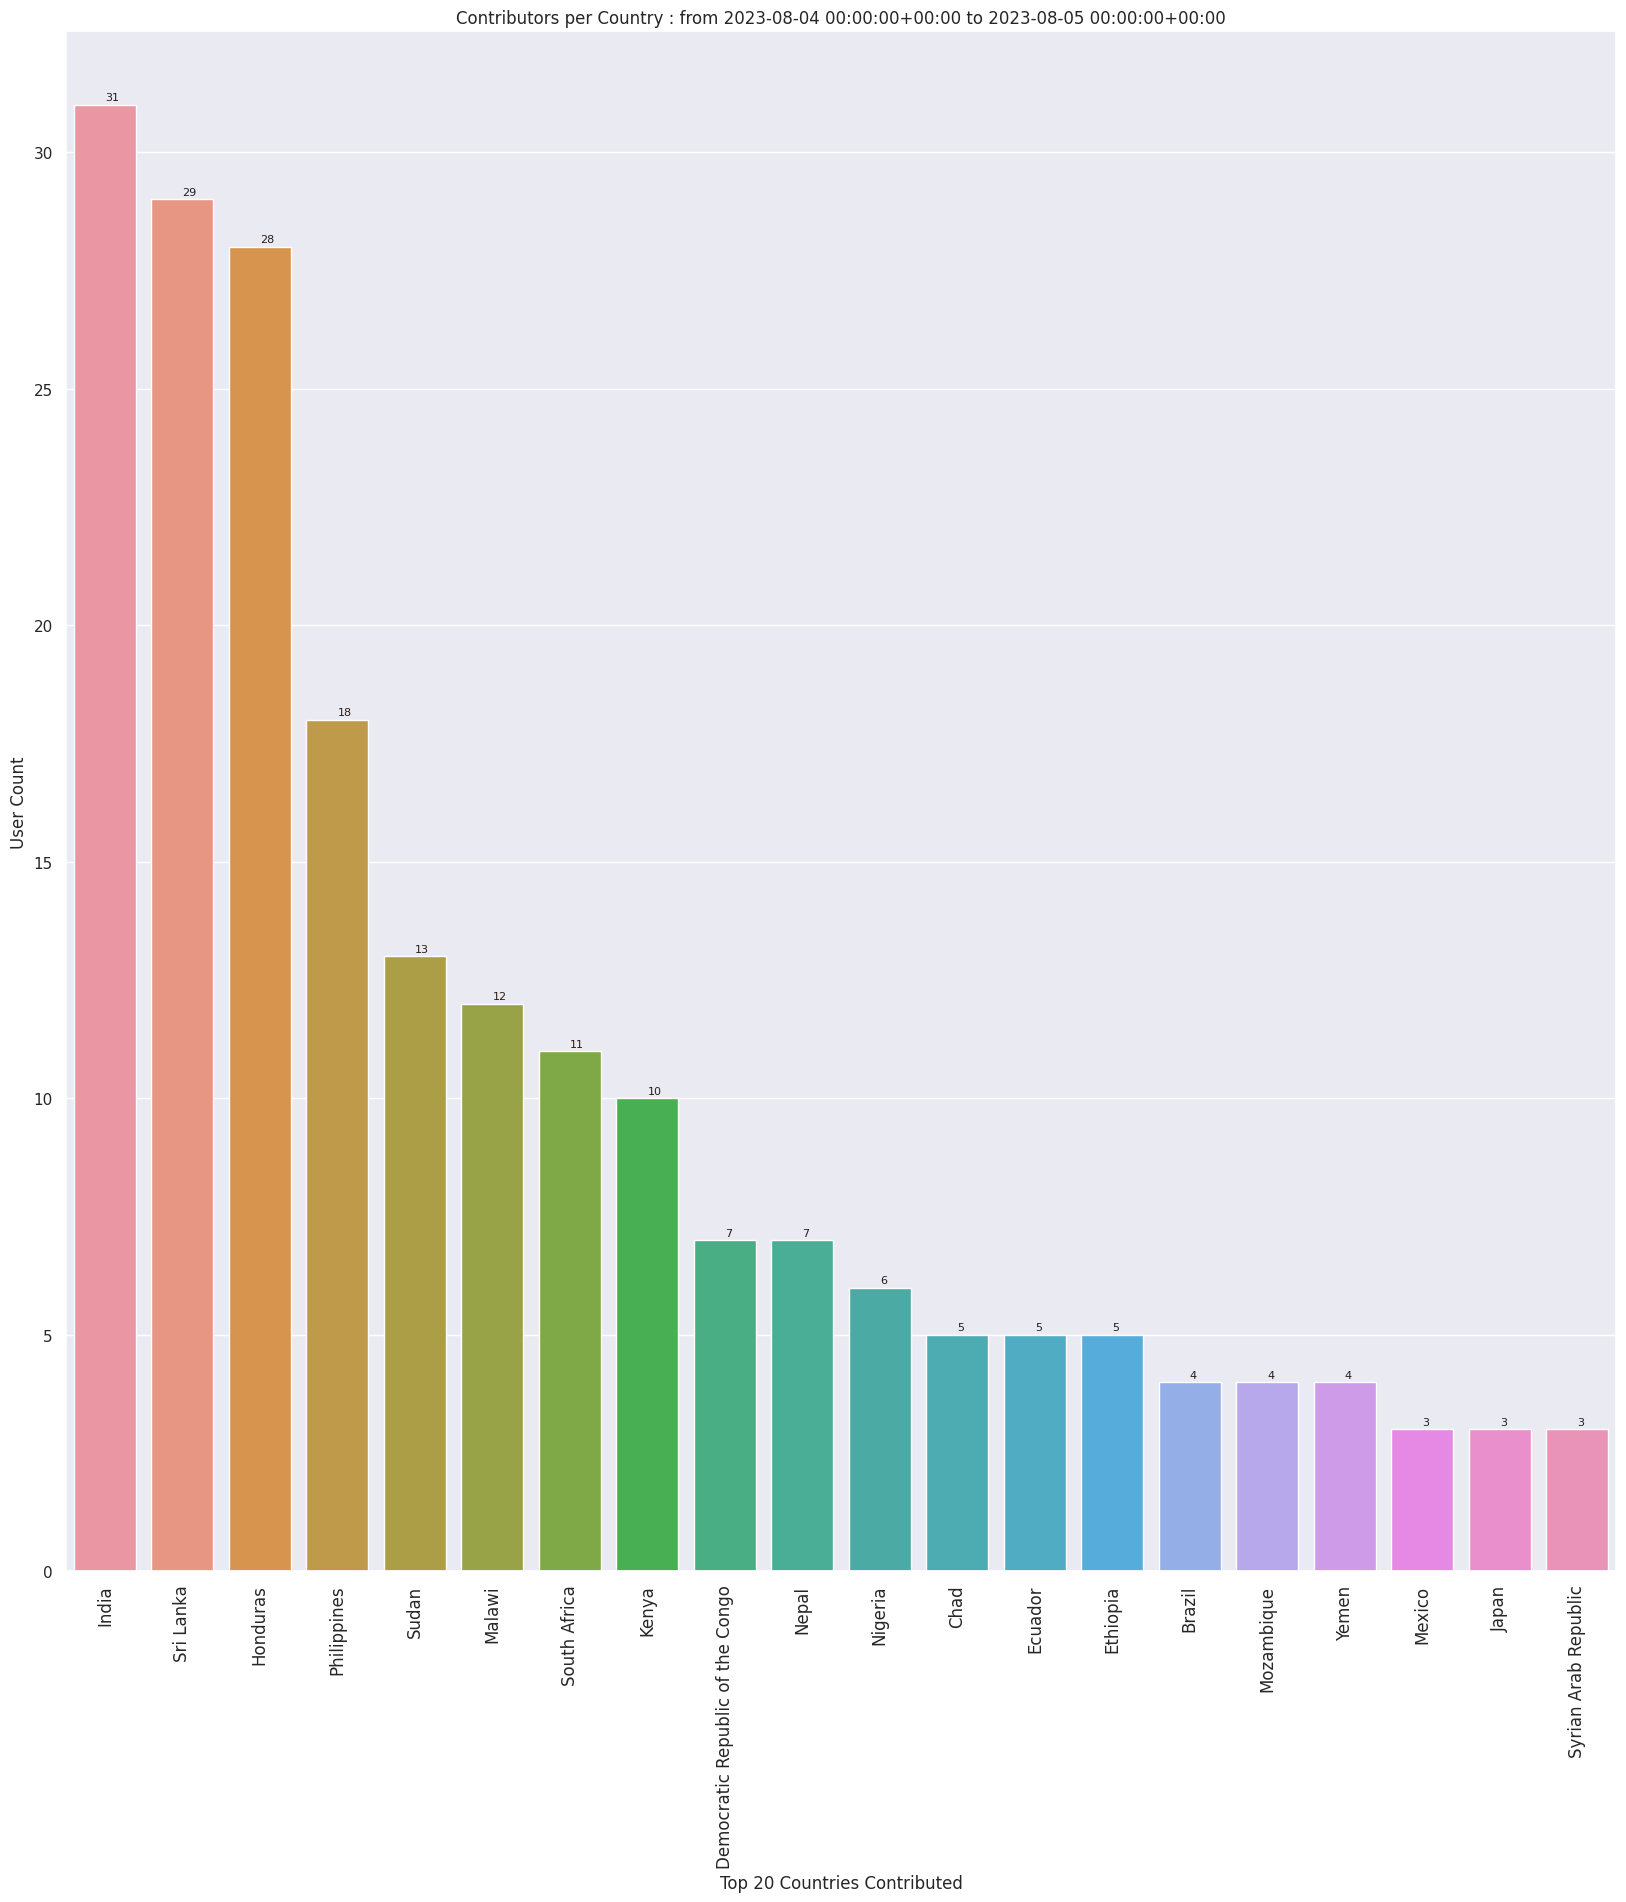 Contributors per Country : from 2023-08-04 00:00:00+00:00 to 2023-08-05 00:00:00+00:00
User Count
30
25
20
15
10
5
0
31
29
28
18
13
12
11
10
7
7
6
5
5
5
4
4
4
3
3
3
India
Sri Lanka
Honduras
Philippines
Sudan
Malawi
South Africa
Kenya
Democratic Republic of the Congo
Nepal
Nigeria
Chad
Ecuador
Ethiopia
Brazil
Mozambique
Yemen
Mexico
Japan
Syrian Arab Republic
Top 20 Countries Contributed